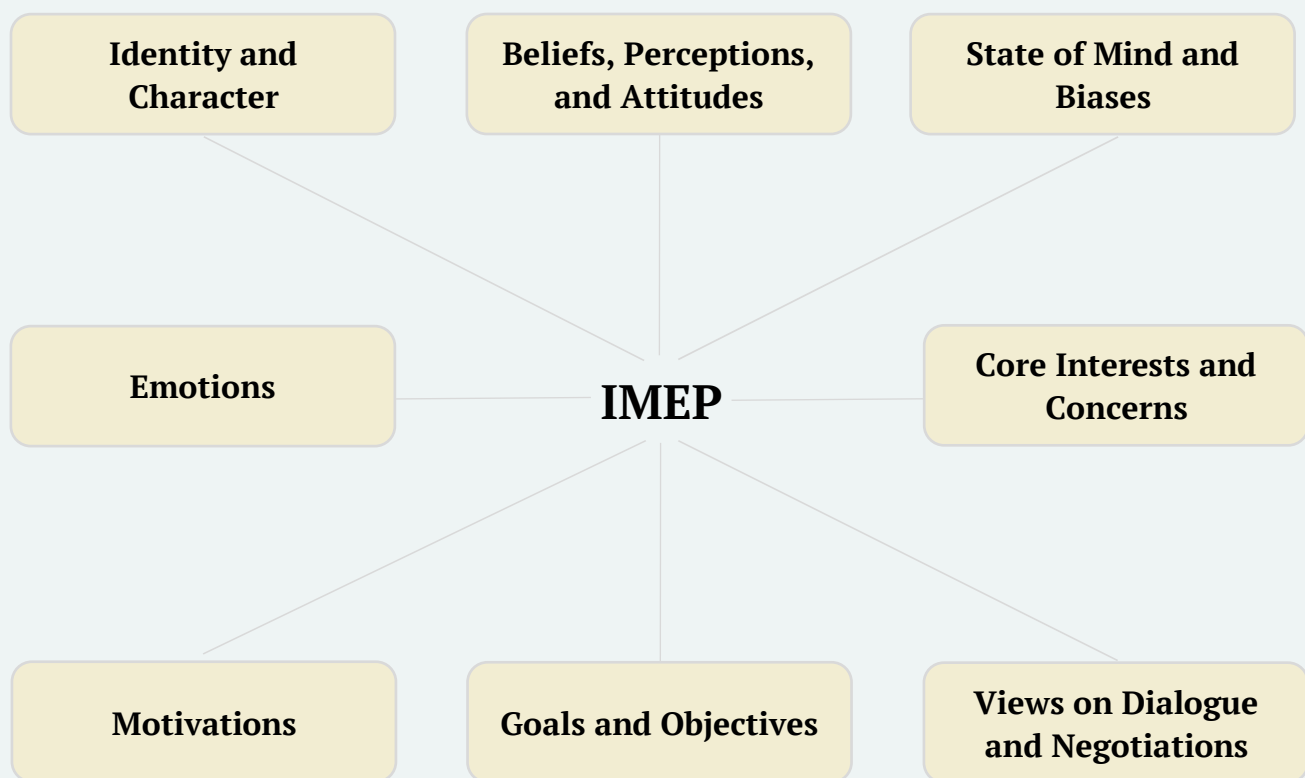 Identity and
Character
Beliefs, Perceptions,
and Attitudes
State of Mind and
Biases
Emotions
IMEP
Core Interests and
Concerns
Motivations
Goals and Objectives
Views on Dialogue
and Negotiations